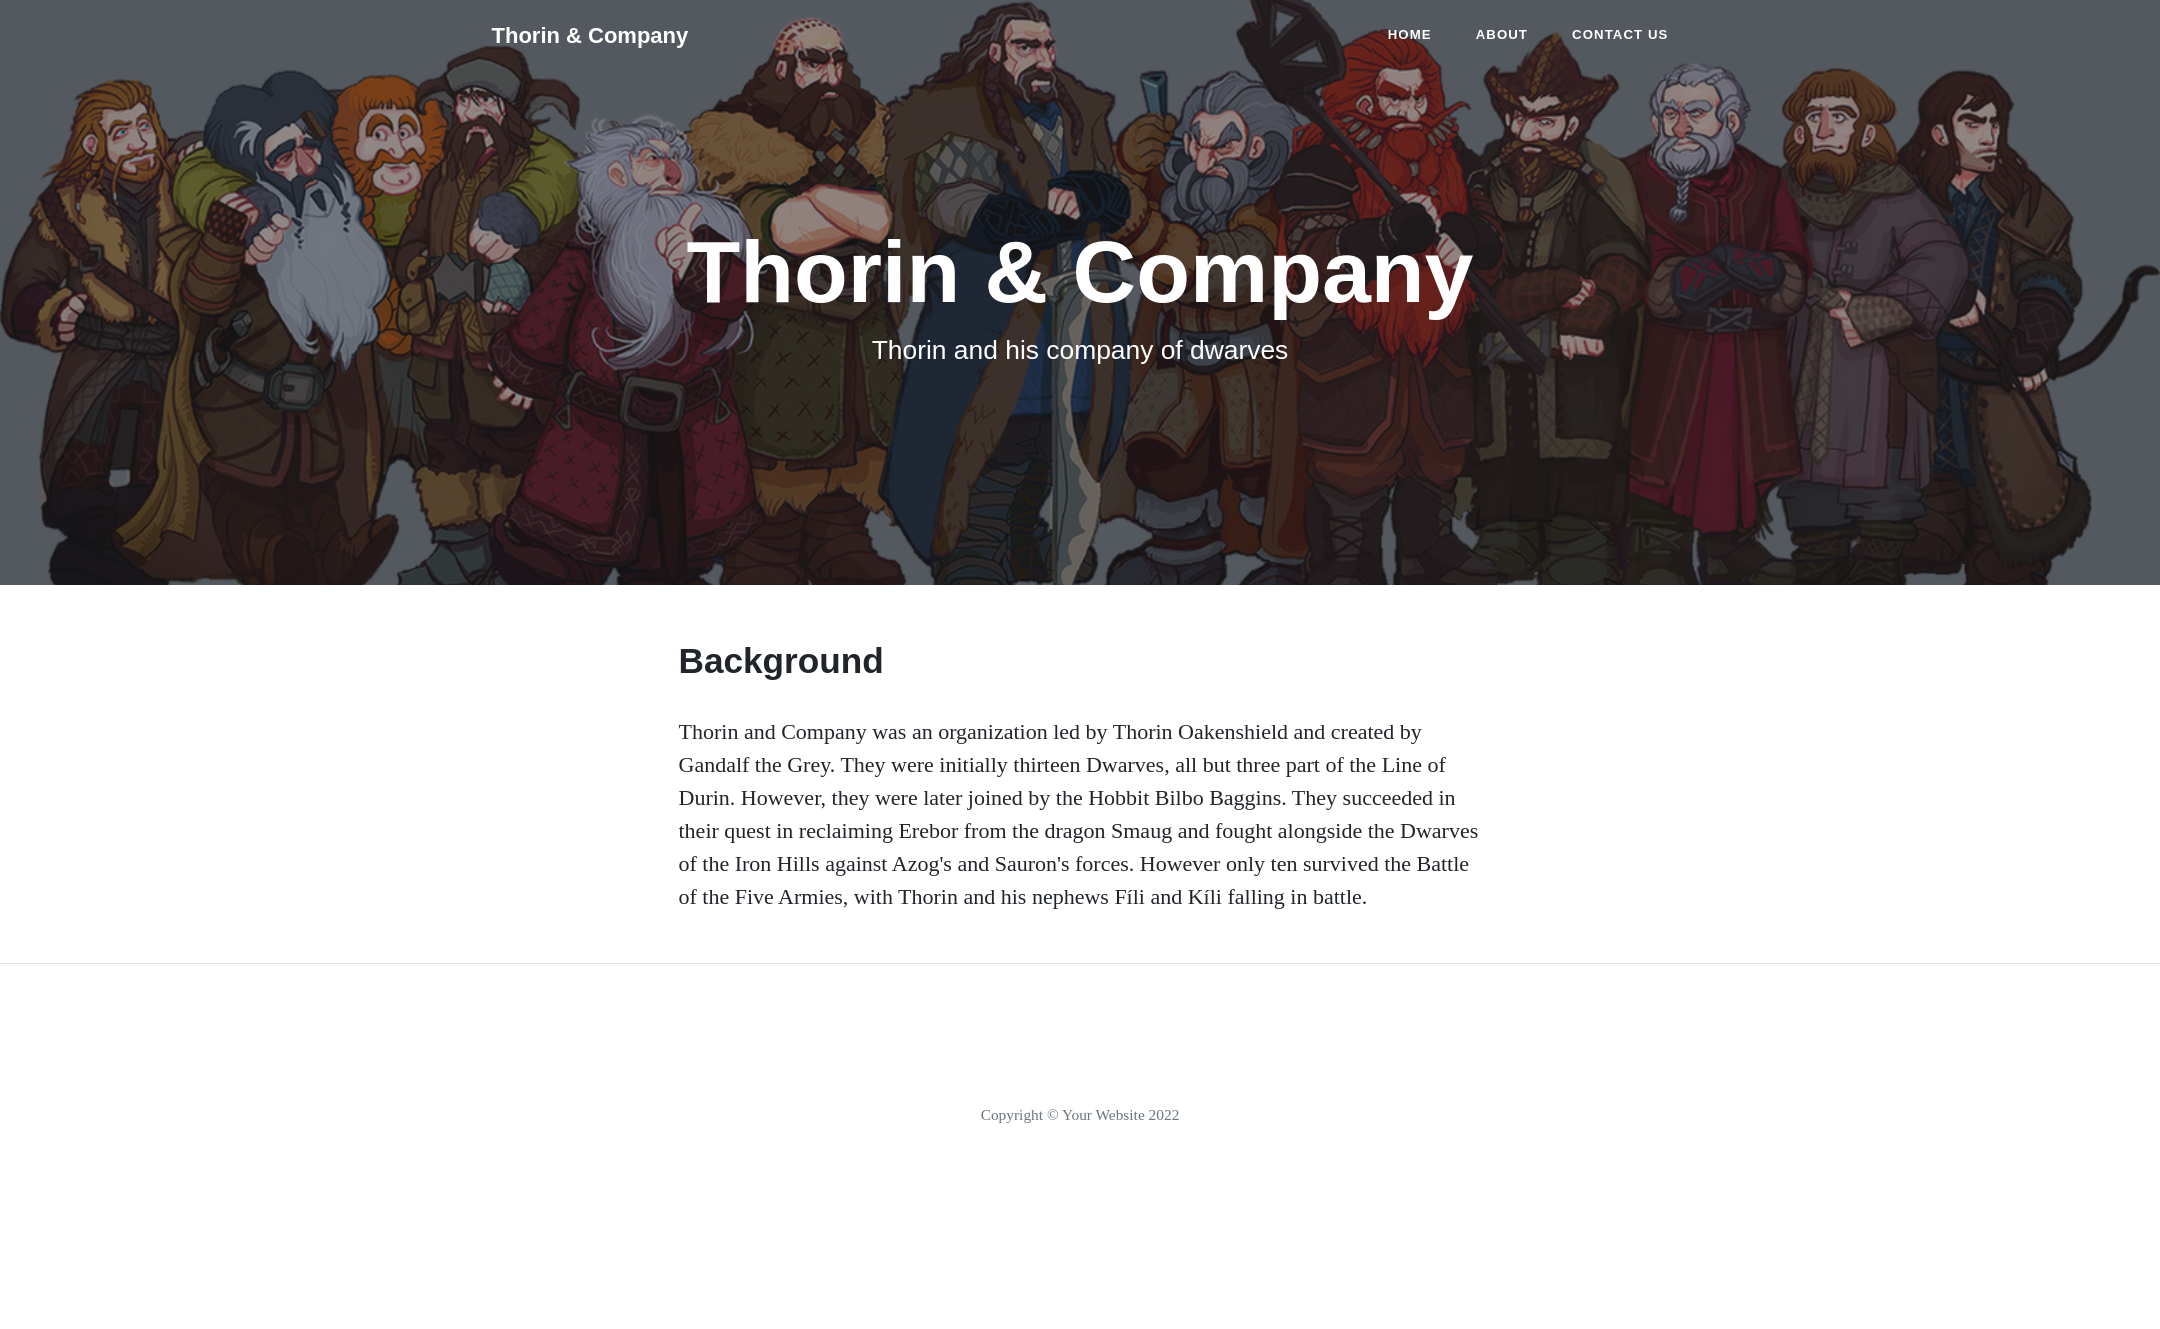 Thorin & Company
HOME ABOUT CONTACT US
Thorin & Company
Thorin and his company of dwarves
Background
Thorin and Company was an organization led by Thorin Oakenshield and created by
Gandalf the Grey. They were initially thirteen Dwarves, all but three part of the Line of
Durin. However, they were later joined by the Hobbit Bilbo Baggins. They succeeded in
their quest in reclaiming Erebor from the dragon Smaug and fought alongside the Dwarves
of the Iron Hills against Azog's and Sauron's forces. However only ten survived the Battle
of the Five Armies, with Thorin and his nephews Fíli and Kíli falling in battle.
Copyright © Your Website 2022